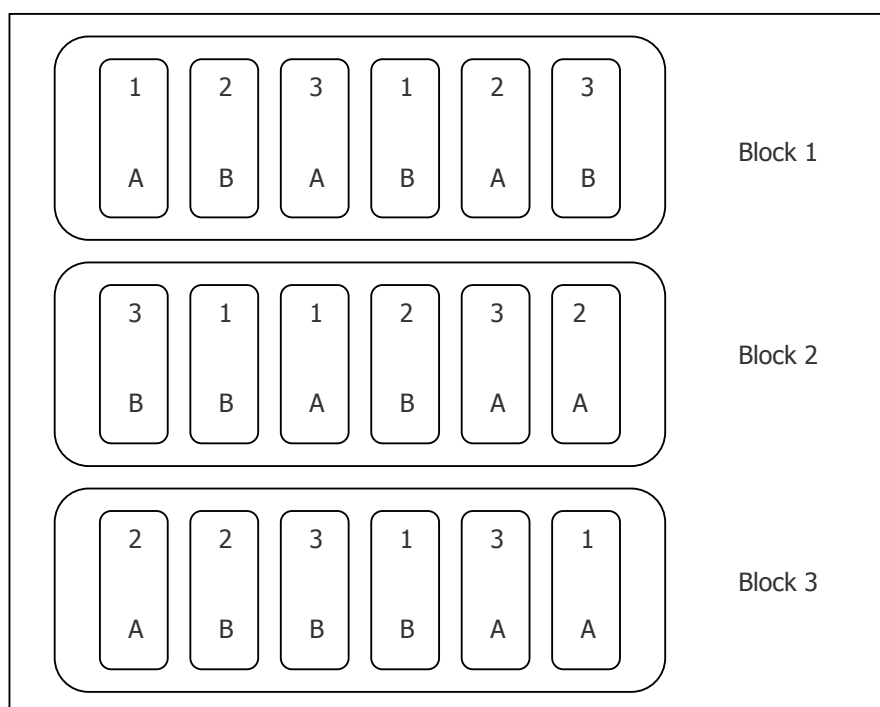 1 2 3 1 2 3
Block 1
A B A B A B
3 1 1 2 3 2
Block 2
B B A B A A
2 2 3 1 3 1
Block 3
A B B B A A